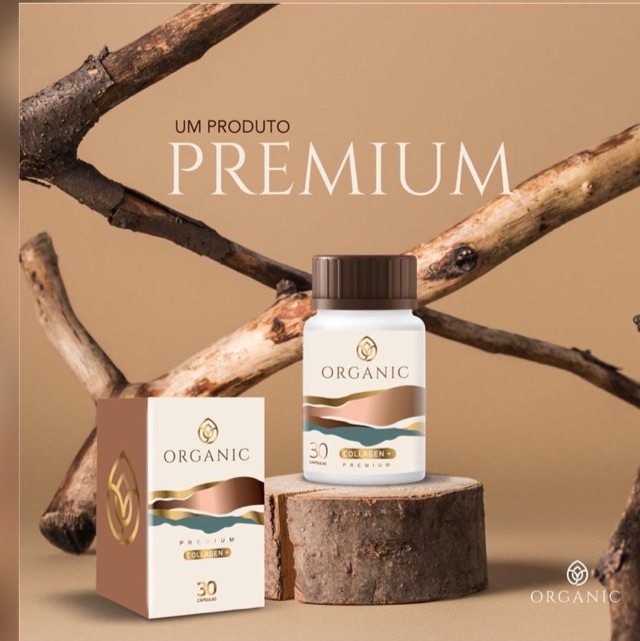 UM PRODUTO
PREMIUM
ORGANIC
30
CÁPSULAS
COLLAGEN +
PREMIUM
ORGANIC
PREMIUM
COLLAGEN +
30
CÁPSULAS
ORGANIC